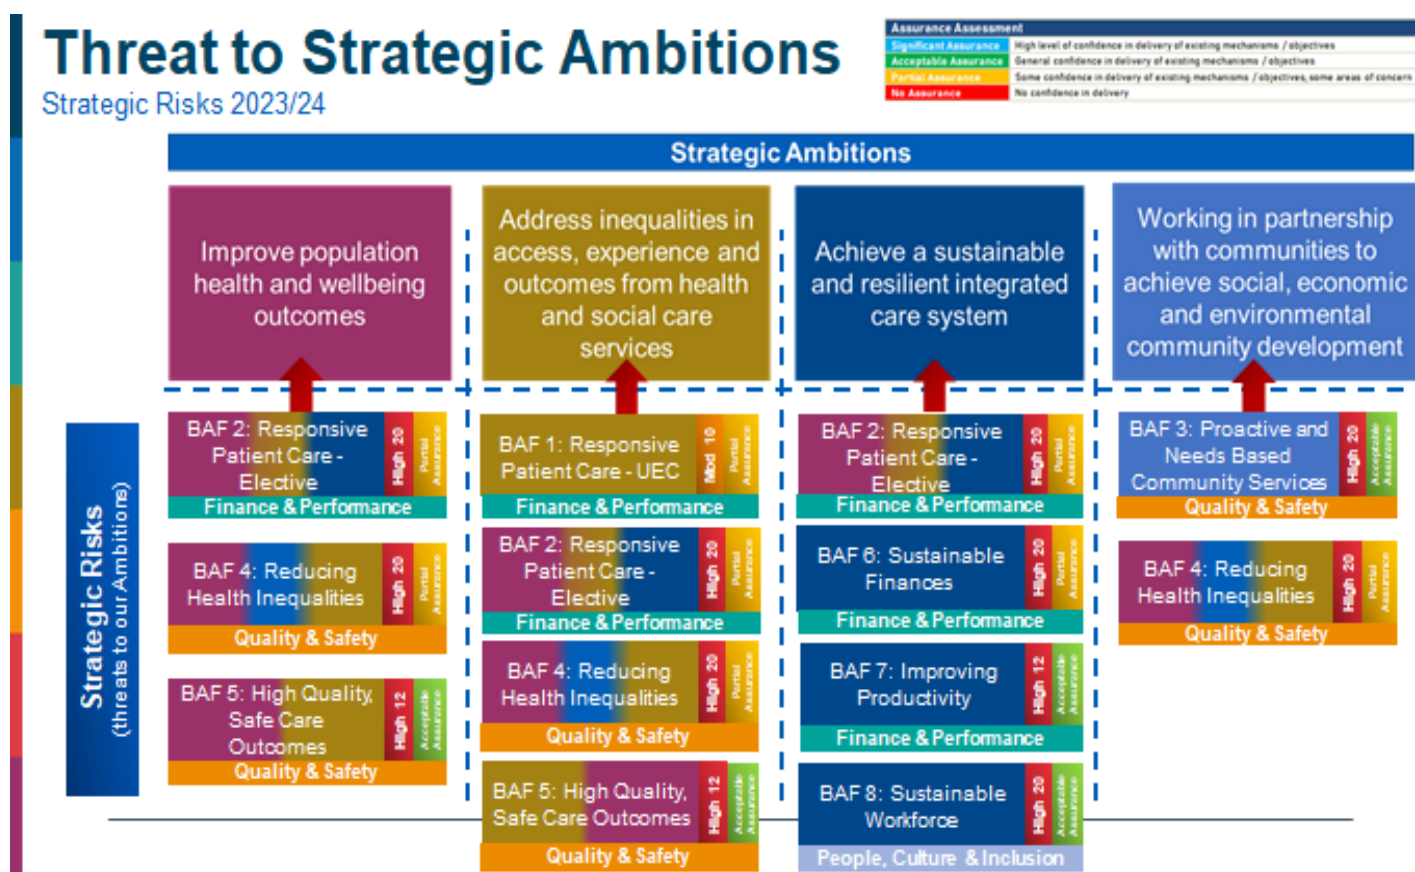 Threat to Strategic Ambitions
Strategic Risks 2023/24
Assurance Assessment
Significant Assurance High level of confidence in delivery of existing mechanisms / objectives
Acceptable Assurance General confidence in delivery of existing mechanisms / objectives
Partial Assurance Some confidence in delivery of existing mechanisms / objectives, some areas of concern
No Assurance No confidence in delivery
Strategic Ambitions
Improve population
health and wellbeing
outcomes
Address inequalities in
access, experience and
outcomes from health
and social care
services
Achieve a sustainable
and resilient integrated
care system
Working in partnership
with communities to
achieve social, economic
and environmental
community development
Strategic Risks
(threats to our Ambitions)
BAF 2: Responsive
Patient Care -
Elective
High 20
Partial
Assurance
Finance & Performance
BAF 4: Reducing
Health Inequalities
High 20
Partial
Assurance
Quality & Safety
BAF 5: High Quality,
Safe Care
Outcomes
High 12
Acceptable
Assurance
Quality & Safety
BAF 1: Responsive
Patient Care - UEC
Mod 10
Partial
Assurance
Finance & Performance
BAF 2: Responsive
Patient Care -
Elective
High 20
Partial
Assurance
Finance & Performance
BAF 4: Reducing
Health Inequalities
High 20
Partial
Assurance
Quality & Safety
BAF 5: High Quality,
Safe Care Outcomes
High 12
Acceptable
Assurance
Quality & Safety
BAF 2: Responsive
Patient Care -
Elective
High 20
Partial
Assurance
Finance & Performance
BAF 6: Sustainable
Finances
High 20
Partial
Assurance
Finance & Performance
BAF 7: Improving
Productivity
High 12
Acceptable
Assurance
Finance & Performance
BAF 8: Sustainable
Workforce
High 20
Acceptable
Assurance
People, Culture & Inclusion
BAF 3: Proactive and
Needs Based
Community Services
High 20
Acceptable
Assurance
Quality & Safety
BAF 4: Reducing
Health Inequalities
High 20
Partial
Assurance
Quality & Safety